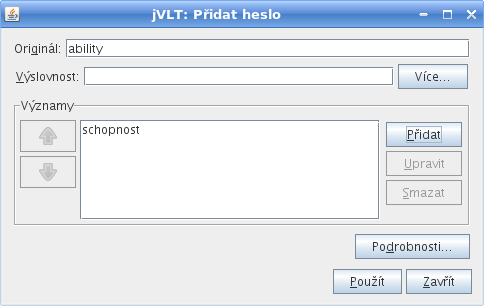 jVLT: Přidat heslo
Originál: ability
Výslovnost: Více...
Významy
schopnost
Přidat
Upravit
Smazat
Podrobnosti...
Použít Zavřít